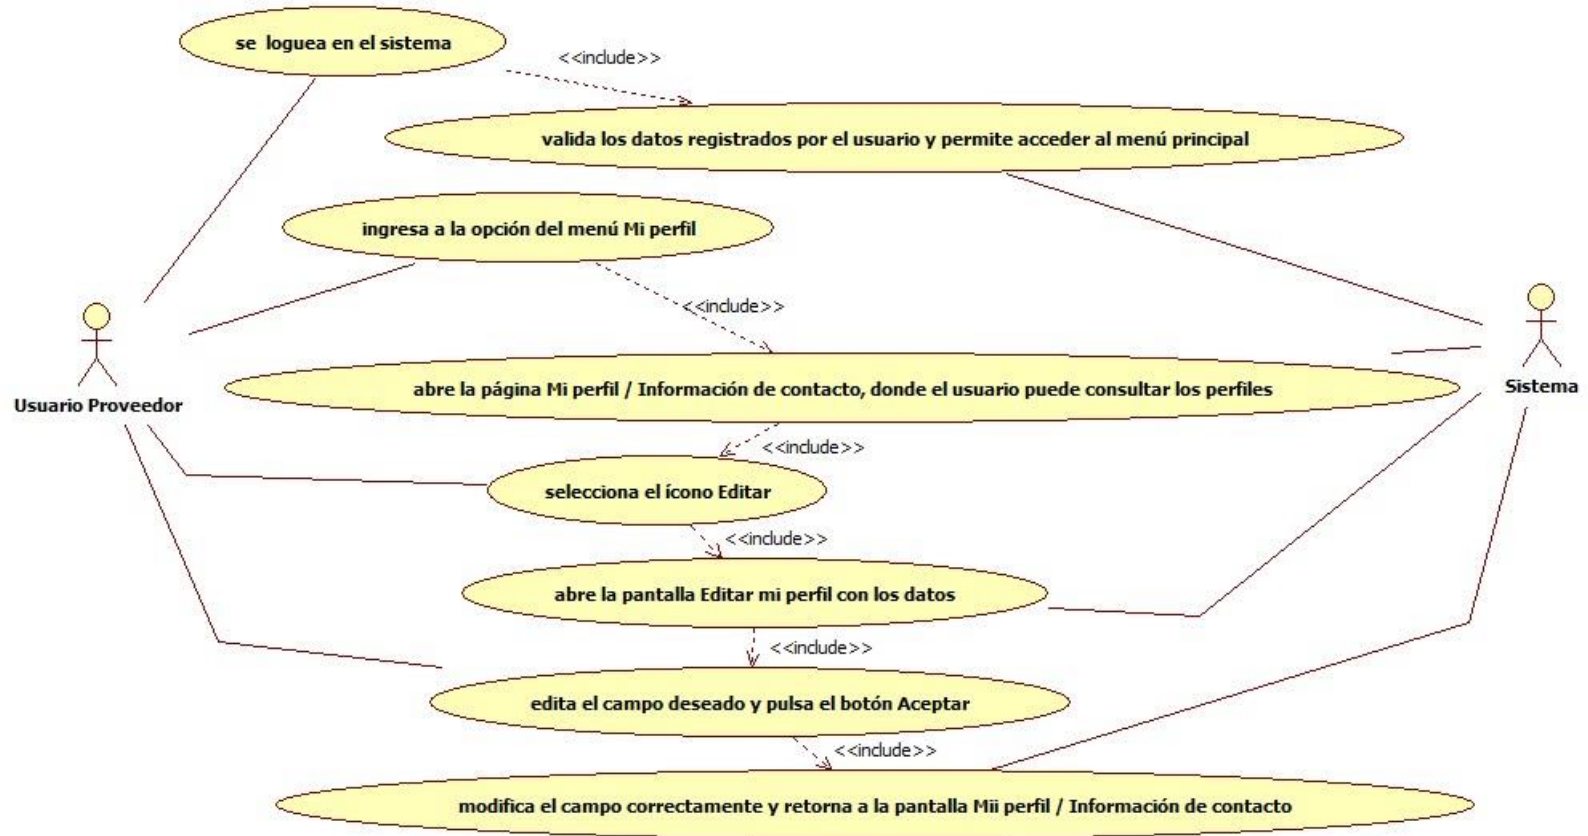 se loguea en el sistema
<<include>>
valida los datos registrados por el usuario y permite acceder al menú principal
ingresa a la opción del menú Mi perfil
<<include>>
Usuario Proveedor
Sistema
abre la página Mi perfil / Información de contacto, donde el usuario puede consultar los perfiles
<<include>>
selecciona el ícono Editar
<<include>>
abre la pantalla Editar mi perfil con los datos
<<include>>
edita el campo deseado y pulsa el botón Aceptar
<<include>>
modifica el campo correctamente y retorna a la pantalla Mii perfil / Información de contacto